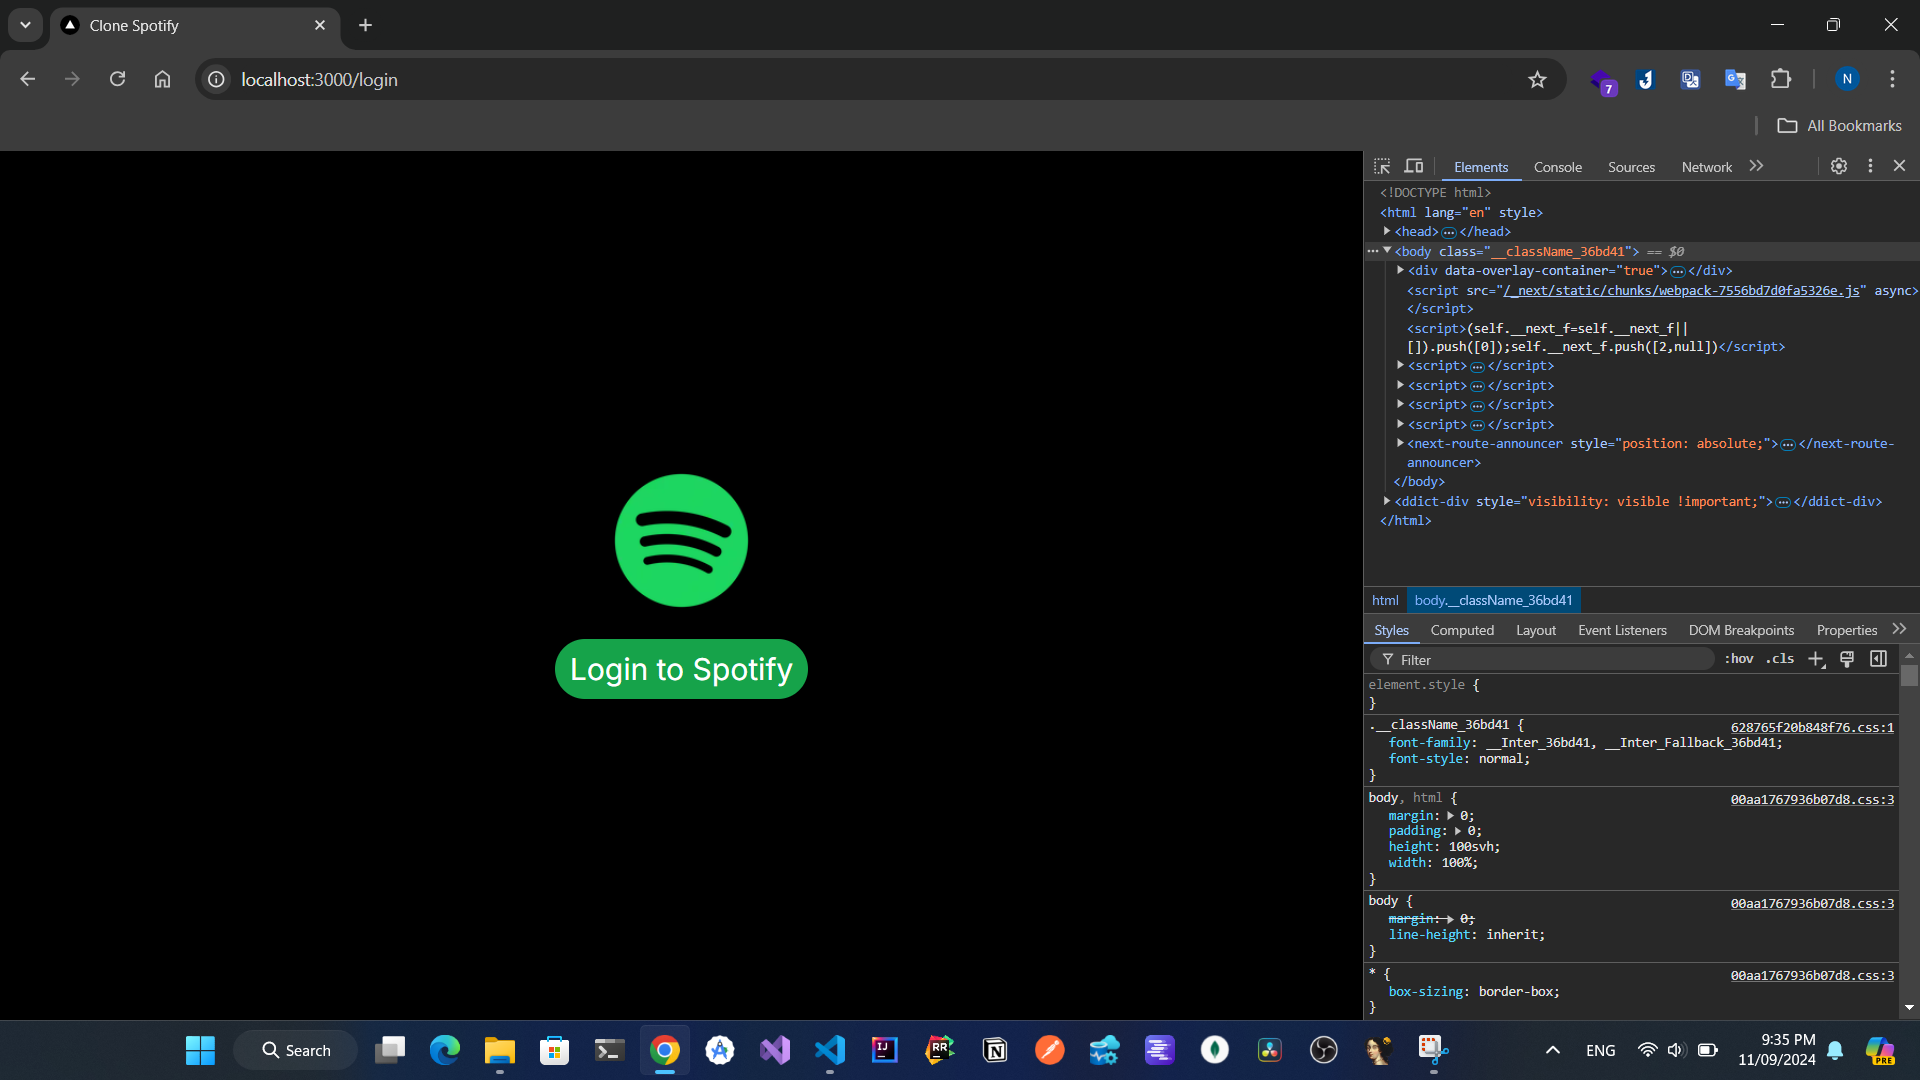 Clone Spotify
localhost:3000/login
7
N
All Bookmarks
Login to Spotify
Elements Console Sources Network
<!DOCTYPE html>
<html lang="en" style>
<head>…</head>
<body class="__className_36bd41"> == $0
<div data-overlay-container="true">…</div>
<script src="/_next/static/chunks/webpack-7556bd7d0fa5326e.js" async>
</script>
<script>(self.__next_f=self.__next_f||
[]).push([0]);self.__next_f.push([2,null])</script>
<script>…</script>
<script>…</script>
<script>…</script>
<script>…</script>
<next-route-announcer style="position: absolute;">…</next-route-
announcer>
</body>
<ddict-div style="visibility: visible !important;">…</ddict-div>
</html>
html body.__className_36bd41
Styles Computed Layout Event Listeners DOM Breakpoints Properties
Filter :hov .cls
element.style {
}
.__className_36bd41 { 628765f20b848f76.css:1
font-family: __Inter_36bd41, __Inter_Fallback_36bd41;
font-style: normal;
}
body, html { 00aa1767936b07d8.css:3
margin: 0;
padding: 0;
height: 100svh;
width: 100%;
}
body { 00aa1767936b07d8.css:3
margin: 0;
line-height: inherit;
}
* { 00aa1767936b07d8.css:3
box-sizing: border-box;
}
Search
IJ
RR
PRE
ENG
9:35 PM
11/09/2024